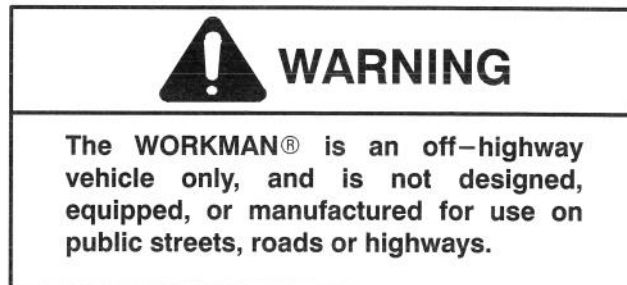 WARNING
The WORKMAN® is an off-highway
vehicle only, and is not designed,
equipped, or manufactured for use on
public streets, roads or highways.